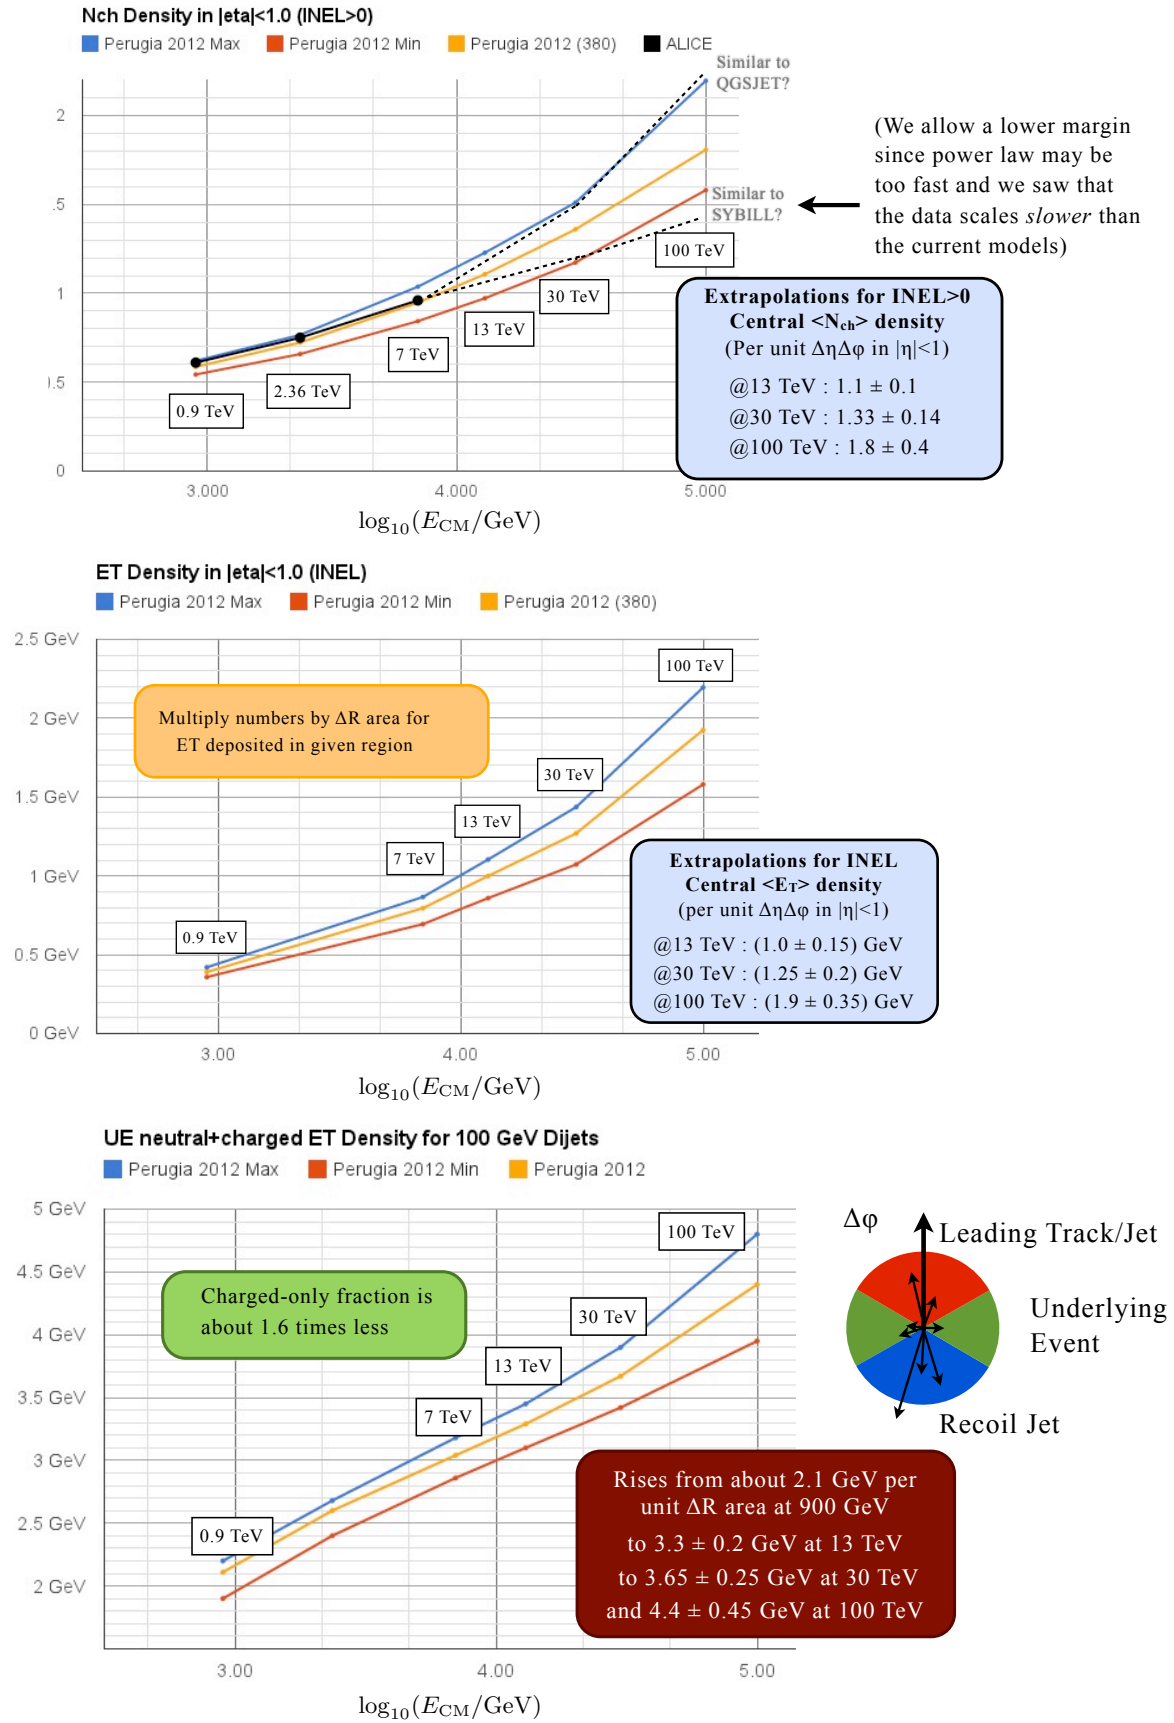 Nch Density in |eta|<1.0 (INEL>0)
Perugia 2012 Max Perugia 2012 Min Perugia 2012 (380) ALICE
Similar to
QGSJET?
2
(We allow a lower margin
since power law may be
too fast and we saw that
the data scales slower than
the current models)
Similar to
SYBILL?
.5
100 TeV
1
30 TeV
13 TeV
7 TeV
2.36 TeV
0.9 TeV
Extrapolations for INEL>0
Central <Nch> density
(Per unit ΔηΔφ in |η|<1)
@13 TeV : 1.1 ± 0.1
@30 TeV : 1.33 ± 0.14
@100 TeV : 1.8 ± 0.4
).5
0
3.000 4.000 5.000
log10(ECM/GeV)
ET Density in |eta|<1.0 (INEL)
Perugia 2012 Max Perugia 2012 Min Perugia 2012 (380)
2.5 GeV
100 TeV
Multiply numbers by ΔR area for
ET deposited in given region
2 GeV
30 TeV
1.5 GeV
13 TeV
7 TeV
1 GeV
0.9 TeV
Extrapolations for INEL
Central <ET> density
(per unit ΔηΔφ in |η|<1)
@13 TeV : (1.0 ± 0.15) GeV
@30 TeV : (1.25 ± 0.2) GeV
@100 TeV : (1.9 ± 0.35) GeV
0.5 GeV
0 GeV
3.00 4.00 5.00
log10(ECM/GeV)
UE neutral+charged ET Density for 100 GeV Dijets
Perugia 2012 Max Perugia 2012 Min Perugia 2012
5 GeV
100 TeV
4.5 GeV
Charged-only fraction is
about 1.6 times less
30 TeV
4 GeV
13 TeV
3.5 GeV
7 TeV
3 GeV
2.5 GeV
0.9 TeV
2 GeV
Δφ
Leading Track/Jet
Underlying
Event
Recoil Jet
Rises from about 2.1 GeV per
unit ΔR area at 900 GeV
to 3.3 ± 0.2 GeV at 13 TeV
to 3.65 ± 0.25 GeV at 30 TeV
and 4.4 ± 0.45 GeV at 100 TeV
3.00 4.00 5.00
log10(ECM/GeV)